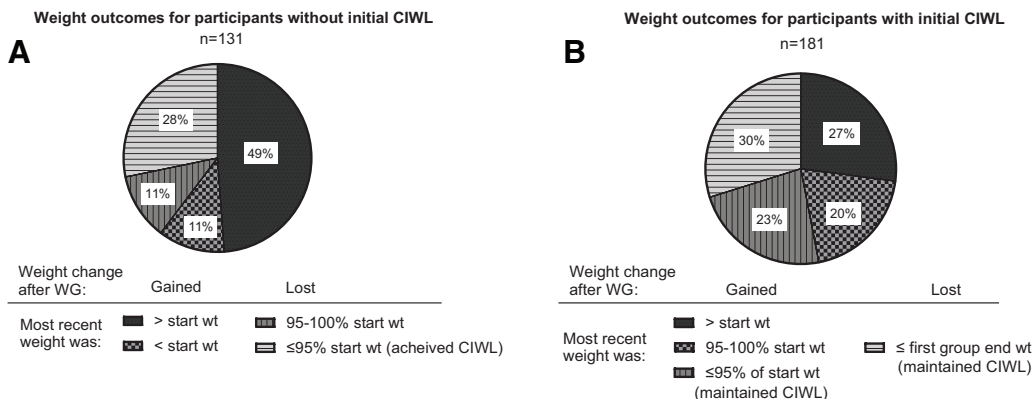 Weight outcomes for participants without initial CIWL
n=131
A
28%
49%
11%
11%
Weight change
after WG:
Gained
Lost
Most recent
weight was:
> start wt
< start wt
95-100% start wt
≤95% start wt (acheived CIWL)
Weight outcomes for participants with initial CIWL
n=181
B
30%
27%
23%
20%
Weight change
after WG:
Gained
Lost
Most recent
weight was:
> start wt
95-100% start wt
≤95% of start wt
(maintained CIWL)
≤ first group end wt
(maintained CIWL)